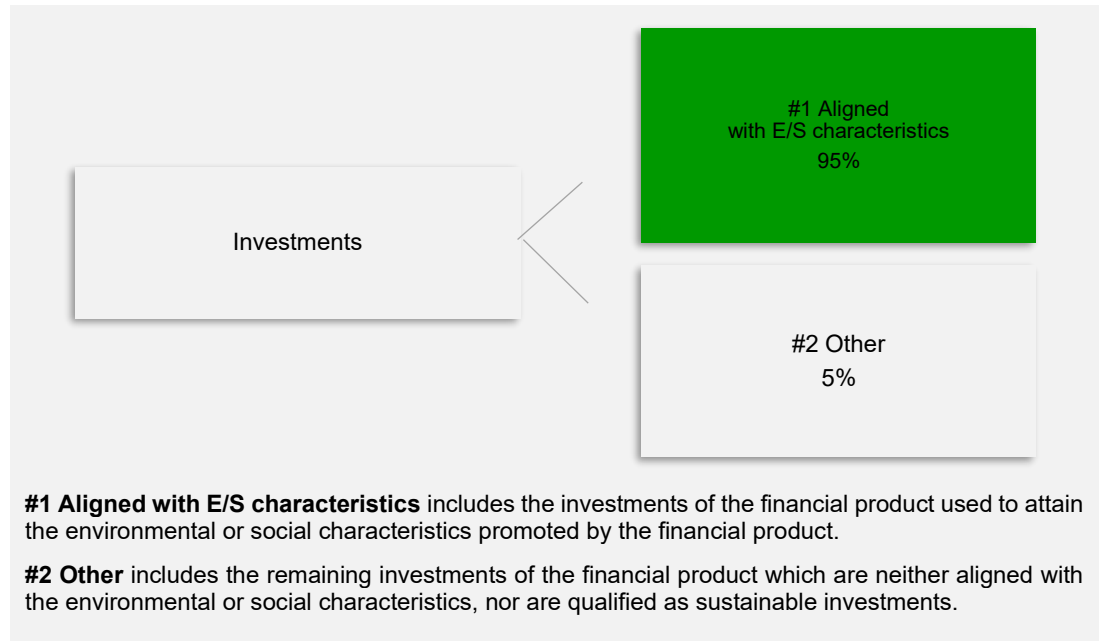 #1 Aligned
with E/S characteristics
95%
Investments
#2 Other
5%
#1 Aligned with E/S characteristics includes the investments of the financial product used to attain
the environmental or social characteristics promoted by the financial product.
#2 Other includes the remaining investments of the financial product which are neither aligned with
the environmental or social characteristics, nor are qualified as sustainable investments.